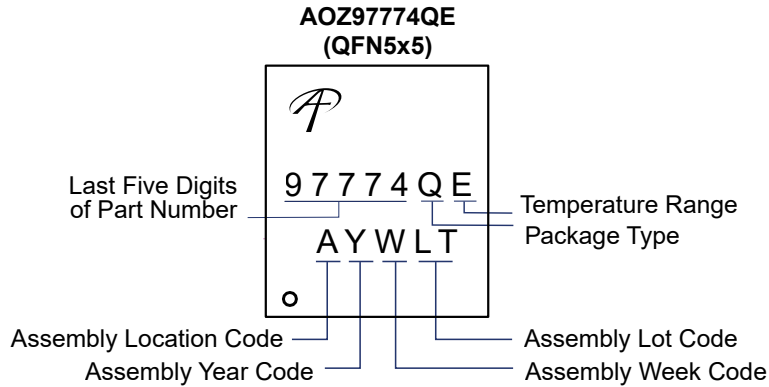 AOZ97774QE
(QFN5x5)
97774QE
Last Five Digits
of Part Number
Temperature Range
Package Type
AYWLT
Assembly Location Code
Assembly Lot Code
Assembly Year Code
Assembly Week Code